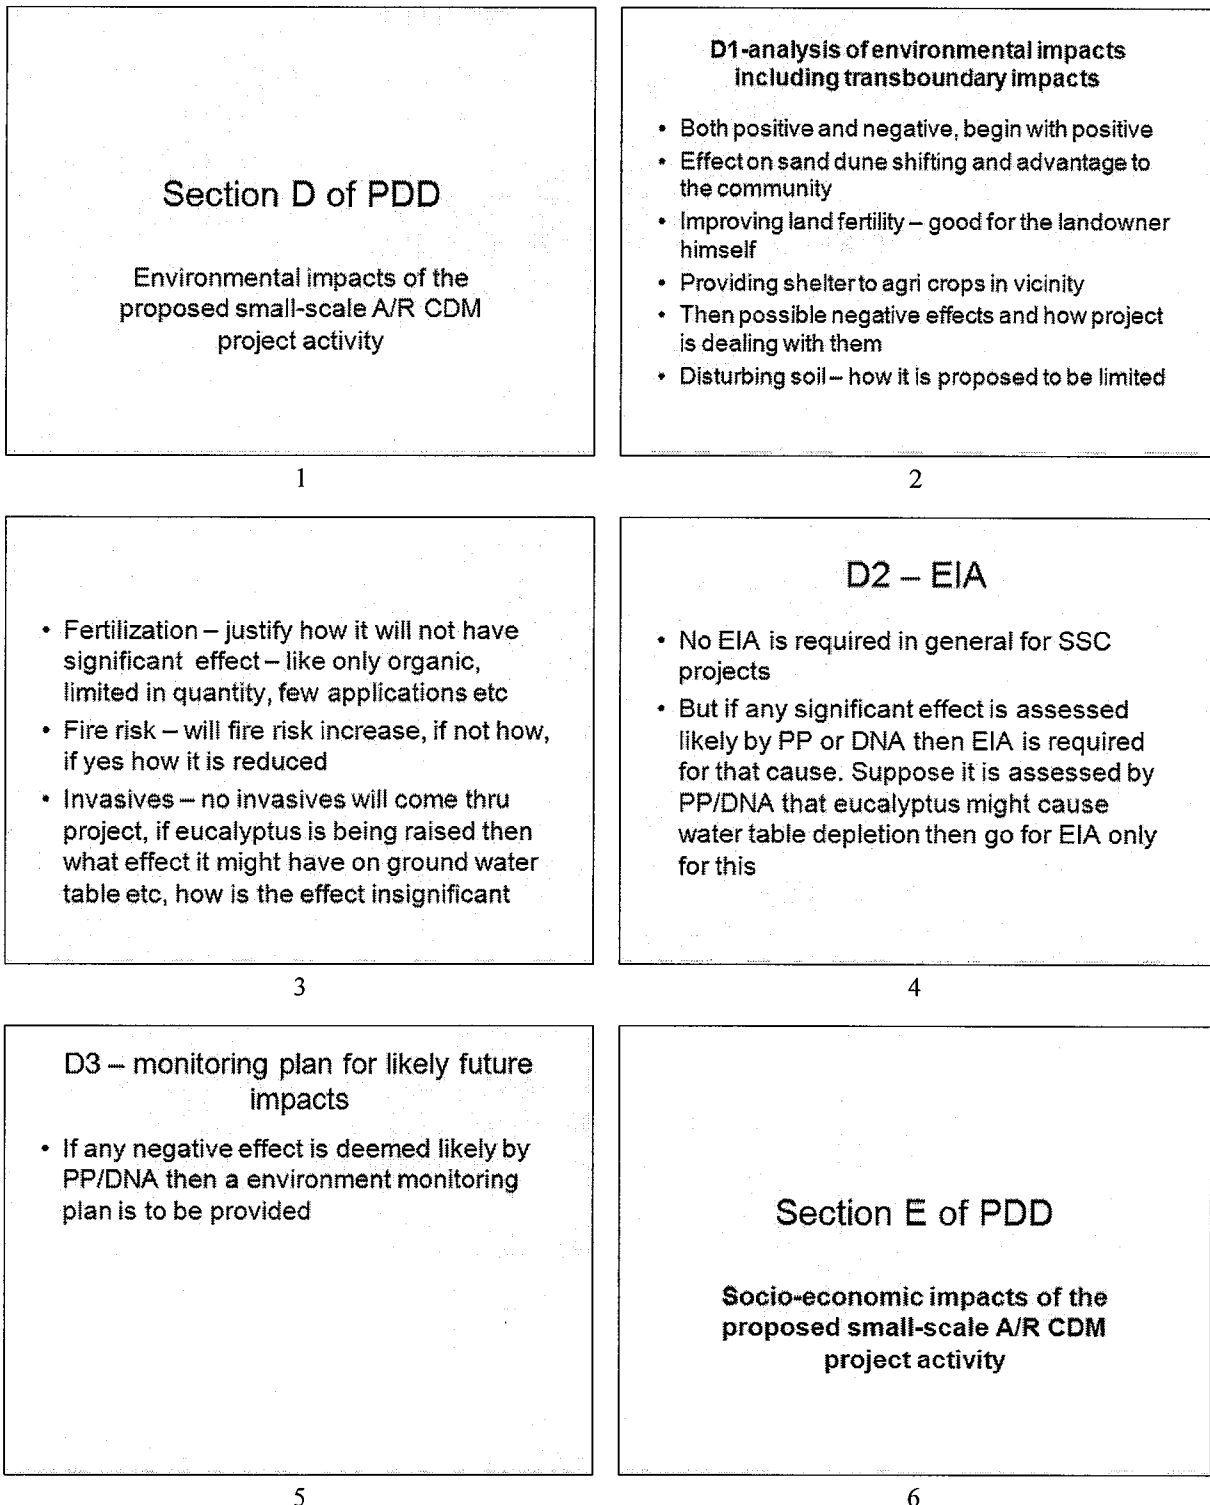 Section D of PDD
Environmental impacts of the
proposed small-scale A/R CDM
project activity
1
D1-analysis of environmental impacts
including transboundary impacts
• Both positive and negative, begin with positive
• Effect on sand dune shifting and advantage to
the community
• Improving land fertility – good for the landowner
himself
• Providing shelter to agri crops in vicinity
• Then possible negative effects and how project
is dealing with them
• Disturbing soil – how it is proposed to be limited
2
• Fertilization – justify how it will not have
significant effect – like only organic,
limited in quantity, few applications etc
• Fire risk – will fire risk increase, if not how,
if yes how it is reduced
• Invasives – no invasives will come thru
project, if eucalyptus is being raised then
what effect it might have on ground water
table etc, how is the effect insignificant
3
D2 – EIA
• No EIA is required in general for SSC
projects
• But if any significant effect is assessed
likely by PP or DNA then EIA is required
for that cause. Suppose it is assessed by
PP/DNA that eucalyptus might cause
water table depletion then go for EIA only
for this
4
D3 – monitoring plan for likely future
impacts
• If any negative effect is deemed likely by
PP/DNA then a environment monitoring
plan is to be provided
5
Section E of PDD
Socio-economic impacts of the
proposed small-scale A/R CDM
project activity
6